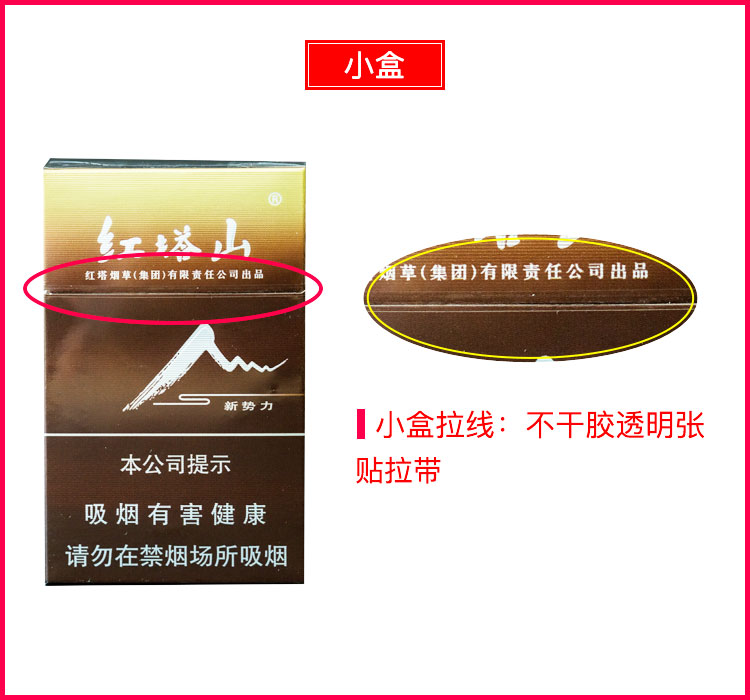 小盒
®
红塔山
红塔烟草(集团)有限责任公司出品
新势力
本公司提示
吸烟有害健康
请勿在禁烟场所吸烟
烟草(集团)有限责任公司出品
小盒拉线：不干胶透明张
贴拉带